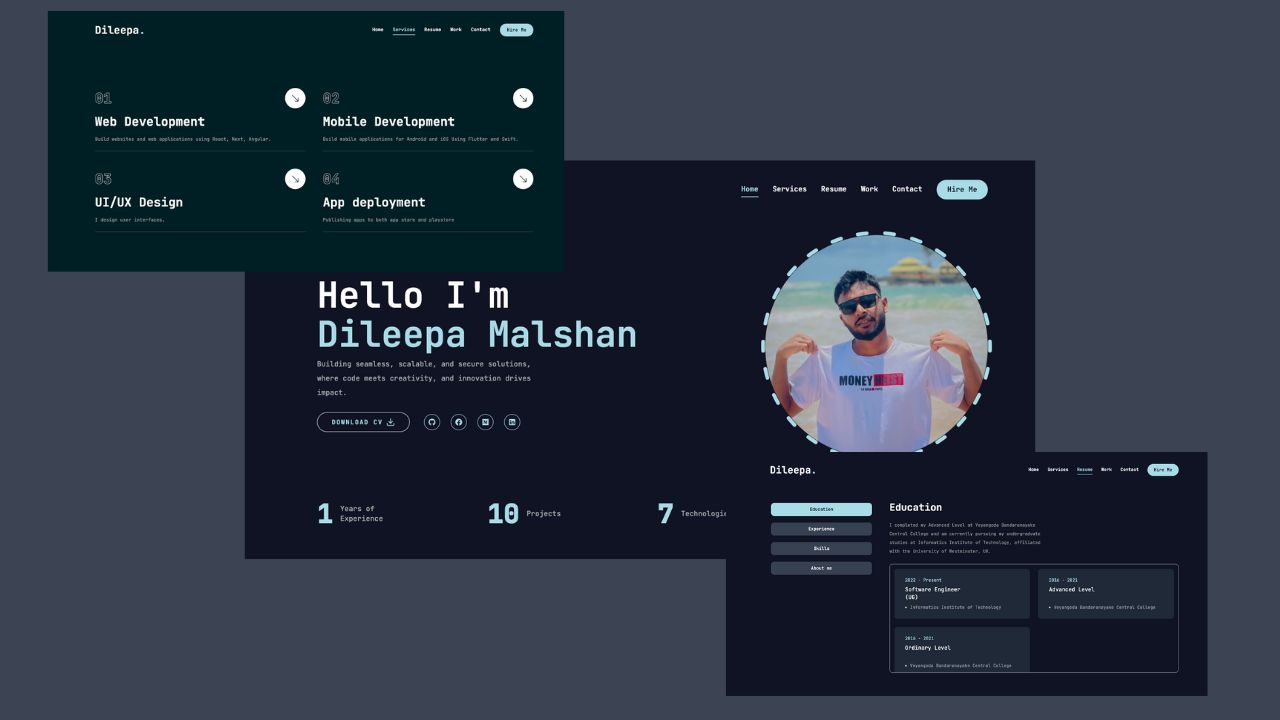 Dileepa.
Home Services Resume Work Contact Hire Me
01
Web Development
Build websites and web applications using React, Next, Angular.
02
Mobile Development
Build mobile applications for Android and iOS Using Flutter and Swift.
03
UI/UX Design
I design user interfaces.
04
App deployment
Publishing apps to both app store and playstore
Home Services Resume Work Contact Hire Me
Hello I'm
Dileepa Malshan
Building seamless, scalable, and secure solutions,
where code meets creativity, and innovation drives
impact.
DOWNLOAD CV
MONEY HEIST
1 Years of
Experience
10 Projects
7 Technologie
Dileepa.
Home Services Resume Work Contact Hire Me
Education
Experience
Skills
About me
Education
I completed my Advanced Level at Veyangoda Bandaranayake
Central College and am currently pursuing my undergraduate
studies at Informatics Institute of Technology, affiliated
with the University of Westminster, UK.
2022 - Present
Software Engineer
(UG)
• Informatics Institute of Technology
2016 - 2021
Advanced Level
• Veyangoda Bandaranayake Central College
2016 - 2021
Ordinary Level
• Veyangoda Bandaranayake Central College